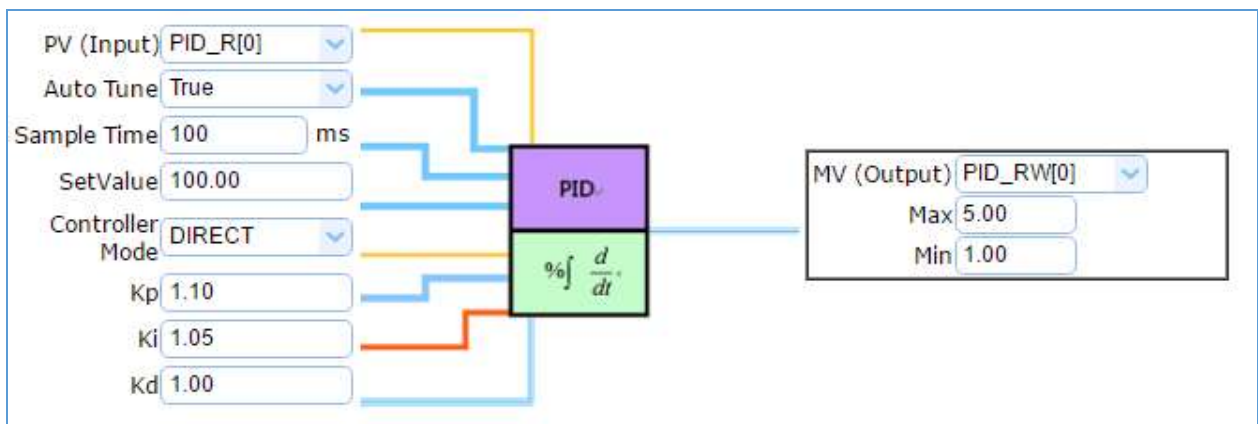 PV (Input) PID_R[0]
Auto Tune True
Sample Time 100 ms
SetValue 100.00
Controller
Mode DIRECT
Kp 1.10
Ki 1.05
Kd 1.00
PID
%∫ d/dt
MV (Output) PID_RW[0]
Max 5.00
Min 1.00